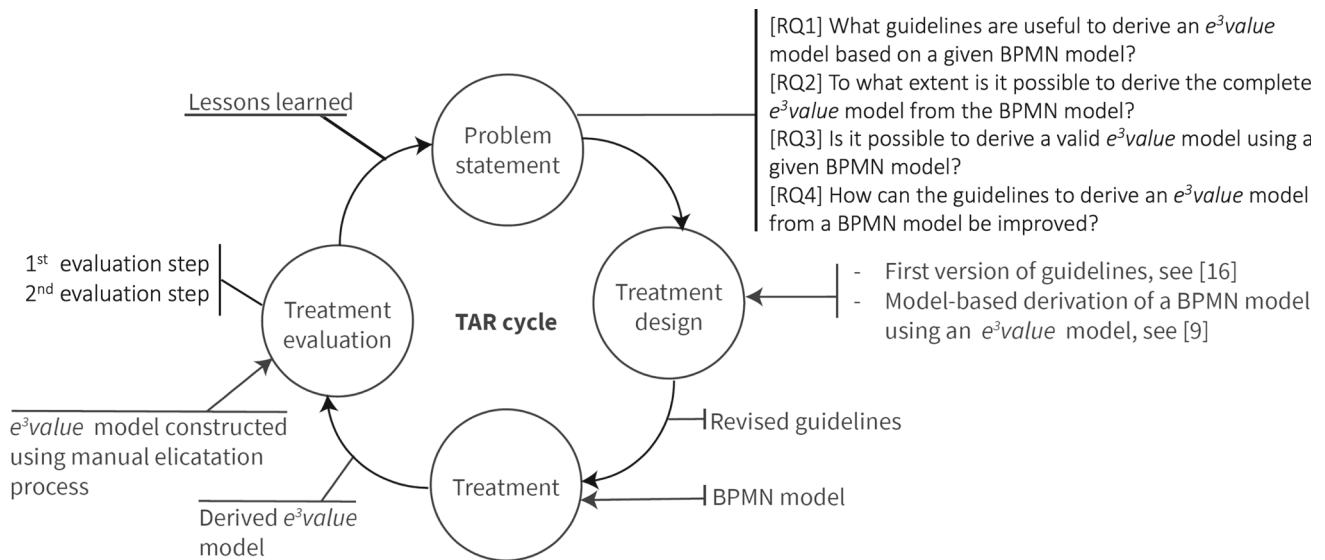 [RQ1] What guidelines are useful to derive an e³value
model based on a given BPMN model?
[RQ2] To what extent is it possible to derive the complete
e³value model from the BPMN model?
[RQ3] Is it possible to derive a valid e³value model using a
given BPMN model?
[RQ4] How can the guidelines to derive an e³value model
from a BPMN model be improved?
Lessons learned
Problem
statement
1st evaluation step
2nd evaluation step
Treatment
evaluation
TAR cycle
Treatment
design
- First version of guidelines, see [16]
- Model-based derivation of a BPMN model
using an e³value model, see [9]
e³value model constructed
using manual elicatation
process
Revised guidelines
Treatment
BPMN model
Derived e³value
model